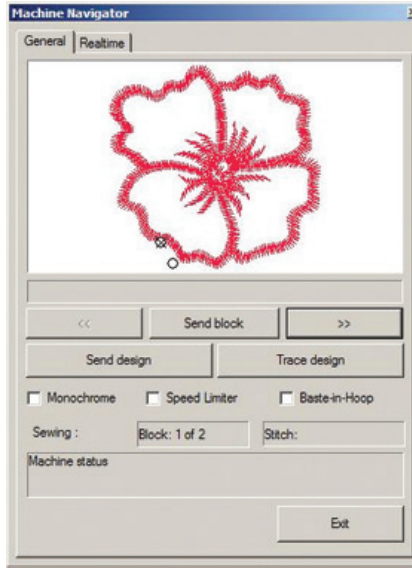 Machine Navigator
General Realtime
<< Send block >>
Send design Trace design
Monochrome Speed Limiter Baste-in-Hoop
Sewing : Block: 1 of 2 Stitch:
Machine status
Exit